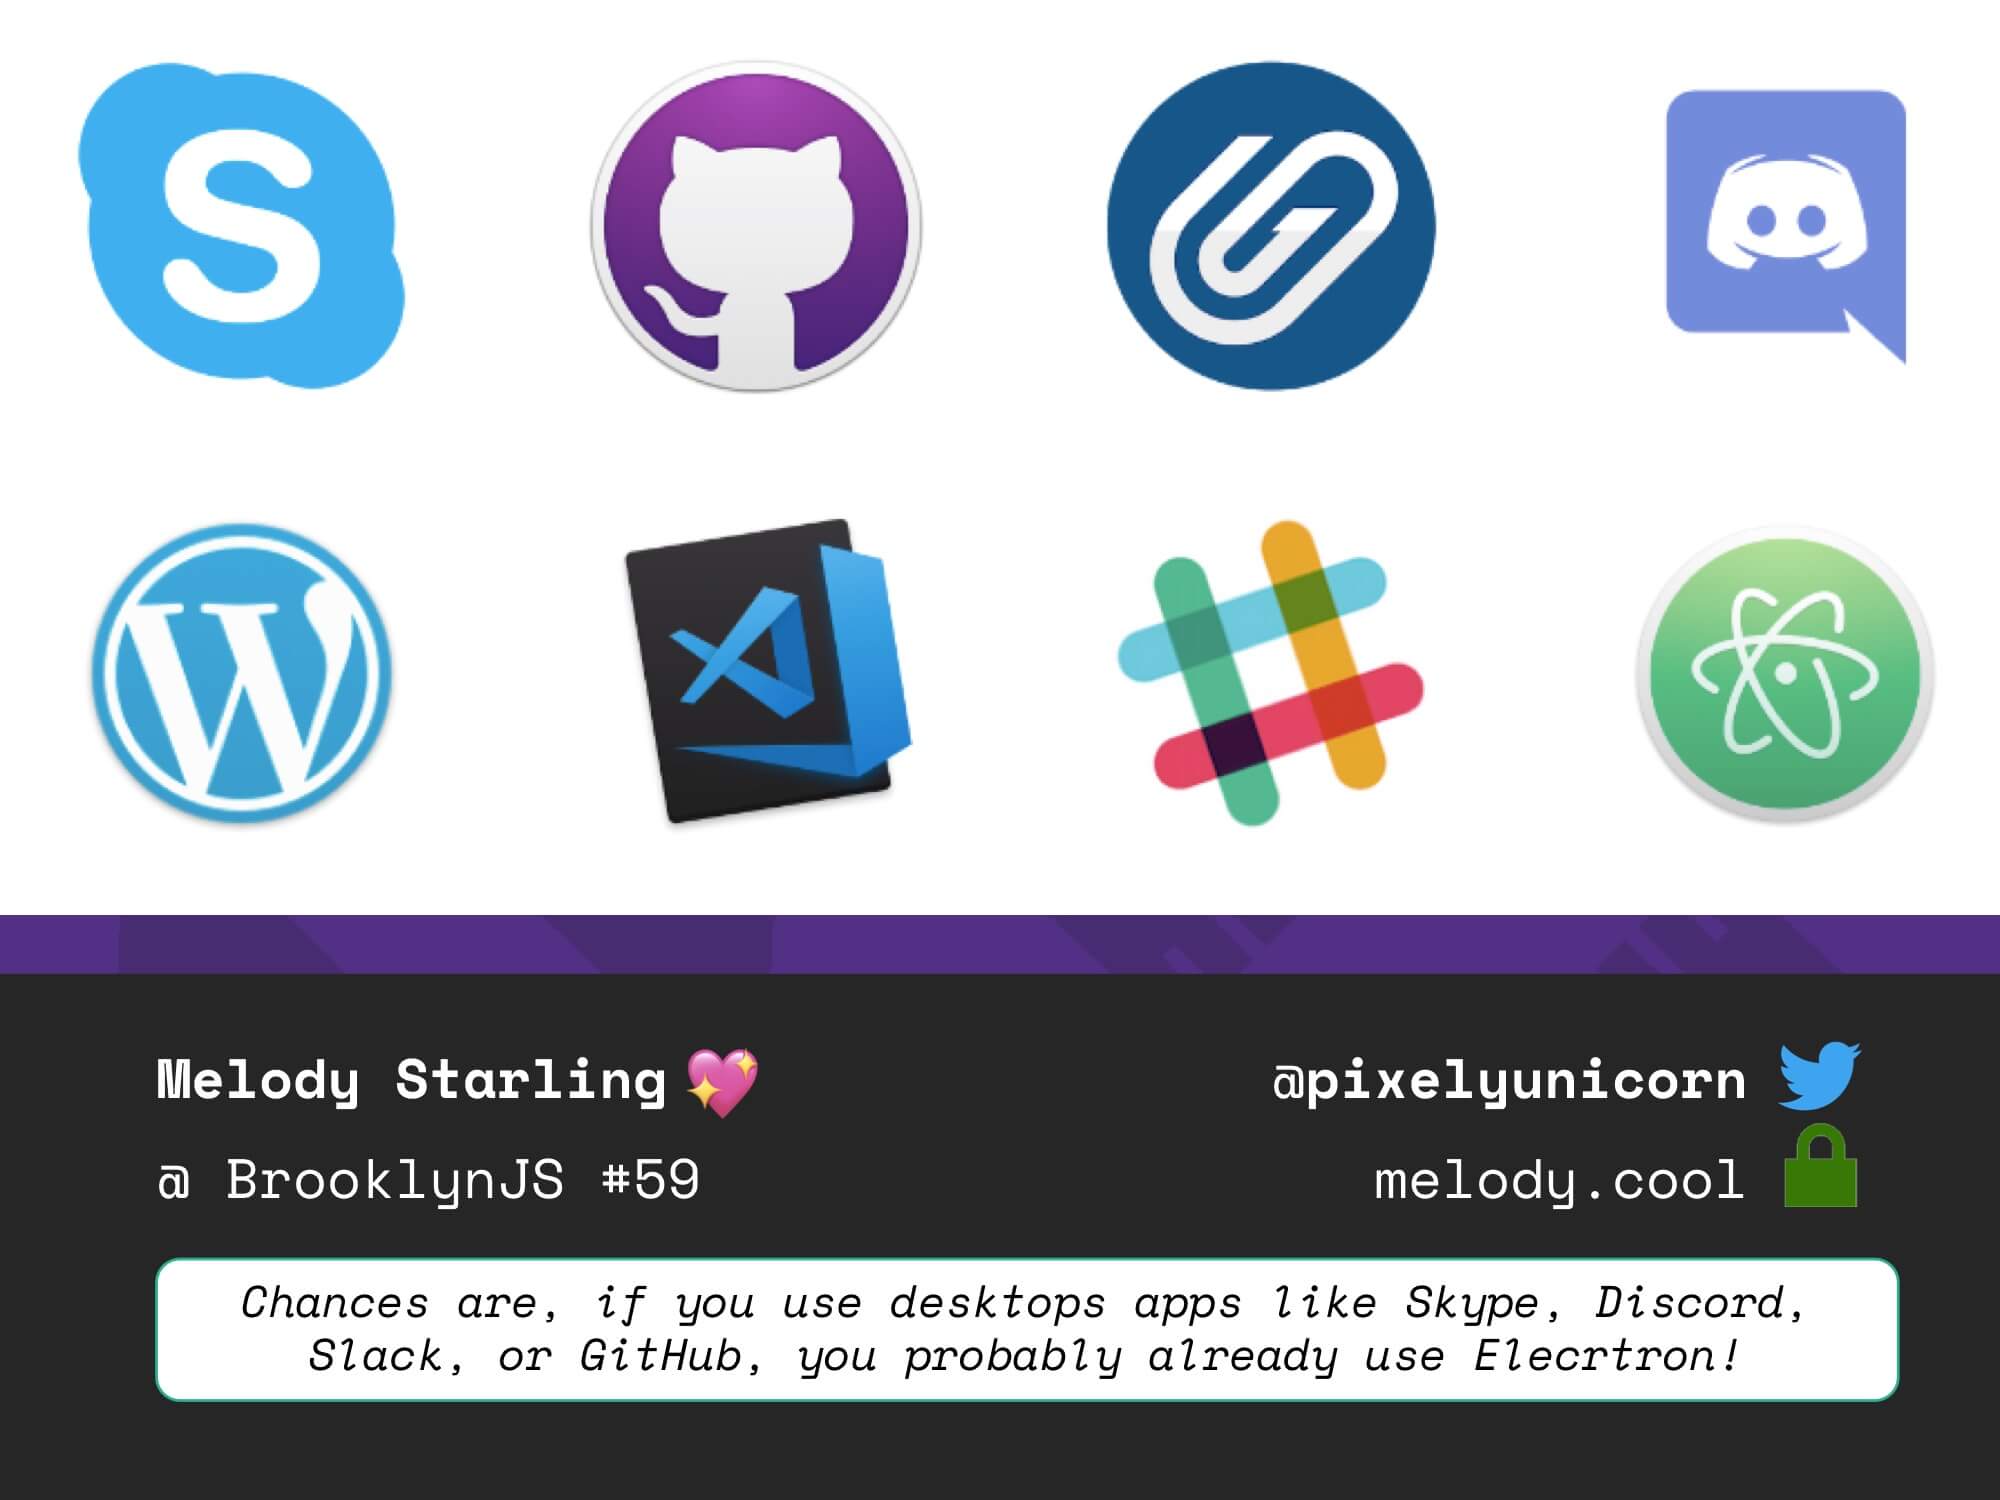 Melody Starling
@pixelyunicorn
@ BrooklynJS #59
melody.cool
Chances are, if you use desktops apps like Skype, Discord,
Slack, or GitHub, you probably already use Elecrtron!